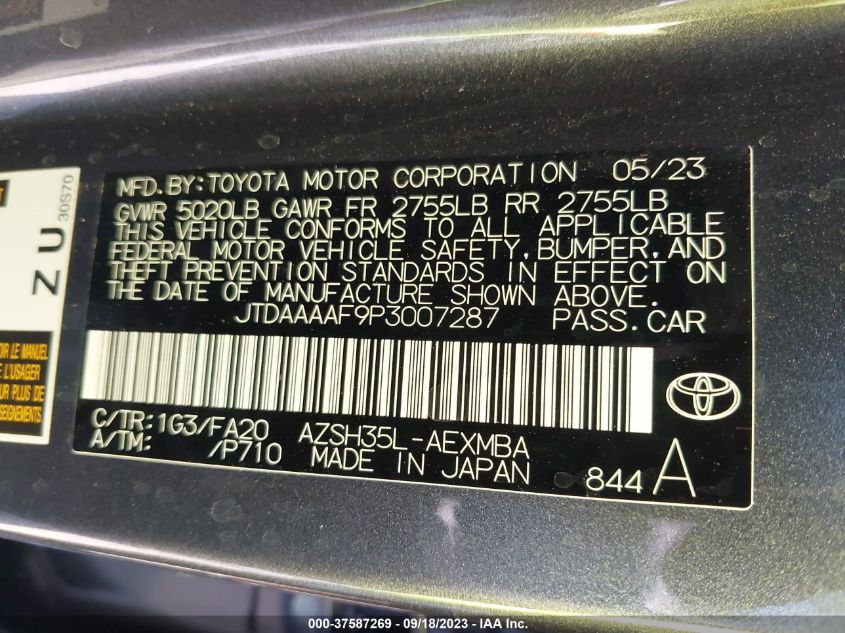 MFD.BY:TOYOTA MOTOR CORPORATION 05/23
GVWR 5020LB GAWR FR 2755LB RR 2755LB
THIS VEHICLE CONFORMS TO ALL APPLICABLE
FEDERAL MOTOR VEHICLE SAFETY, BUMPER, AND
THEFT PREVENTION STANDARDS IN EFFECT ON
THE DATE OF MANUFACTURE SHOWN ABOVE.
JTDAAAAF9P3007287 PASS.CAR
C/TR:1G3/FA20 AZSH35L-AEXMBA
A/TM: /P710 MADE IN JAPAN 844 A
ZU
30S70
LE MANUEL
L'USAGER
PLUS DE
000-37587269 - 09/18/2023 - IAA Inc.